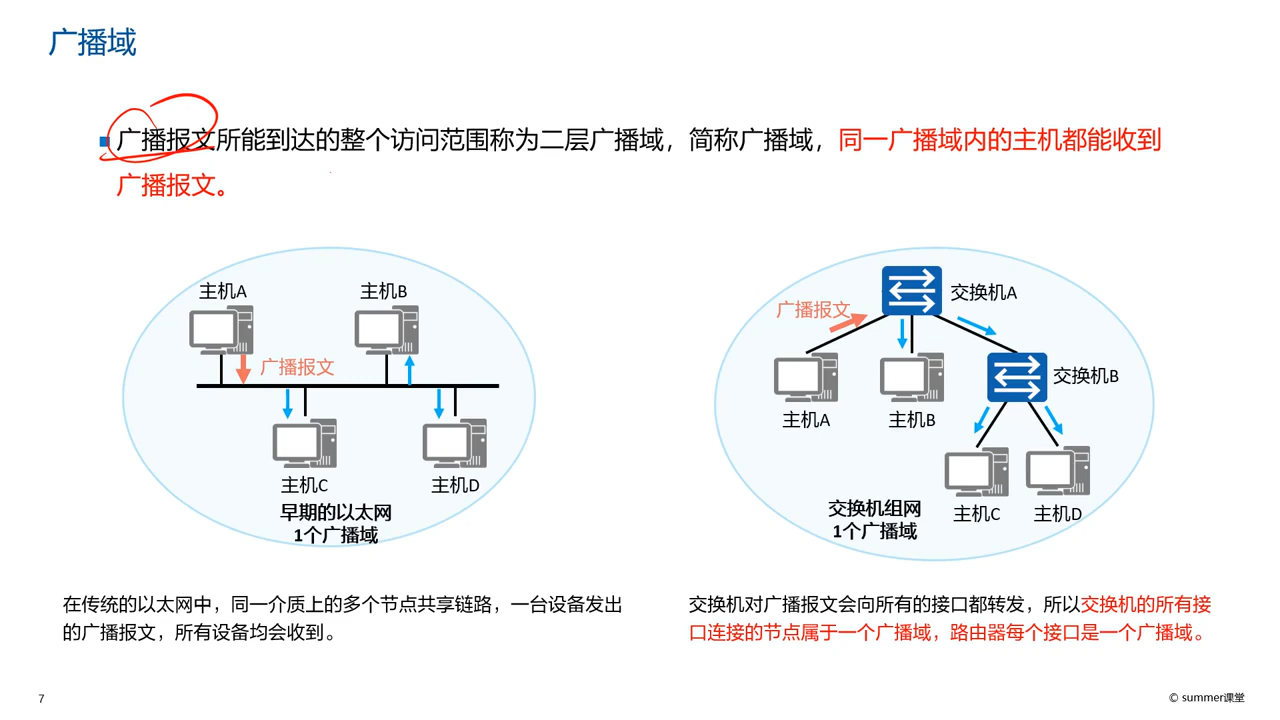 广播域
广播报文所能到达的整个访问范围称为二层广播域，简称广播域，同一广播域内的主机都能收到
广播报文。
主机A
主机B
广播报文
主机C
主机D
早期的以太网
1个广播域
交换机A
广播报文
交换机B
主机A
主机B
主机C
主机D
交换机组网
1个广播域
在传统的以太网中，同一介质上的多个节点共享链路，一台设备发出
的广播报文，所有设备均会收到。
交换机对广播报文会向所有的接口都转发，所以交换机的所有接
口连接的节点属于一个广播域，路由器每个接口是一个广播域。
7
© summer课堂